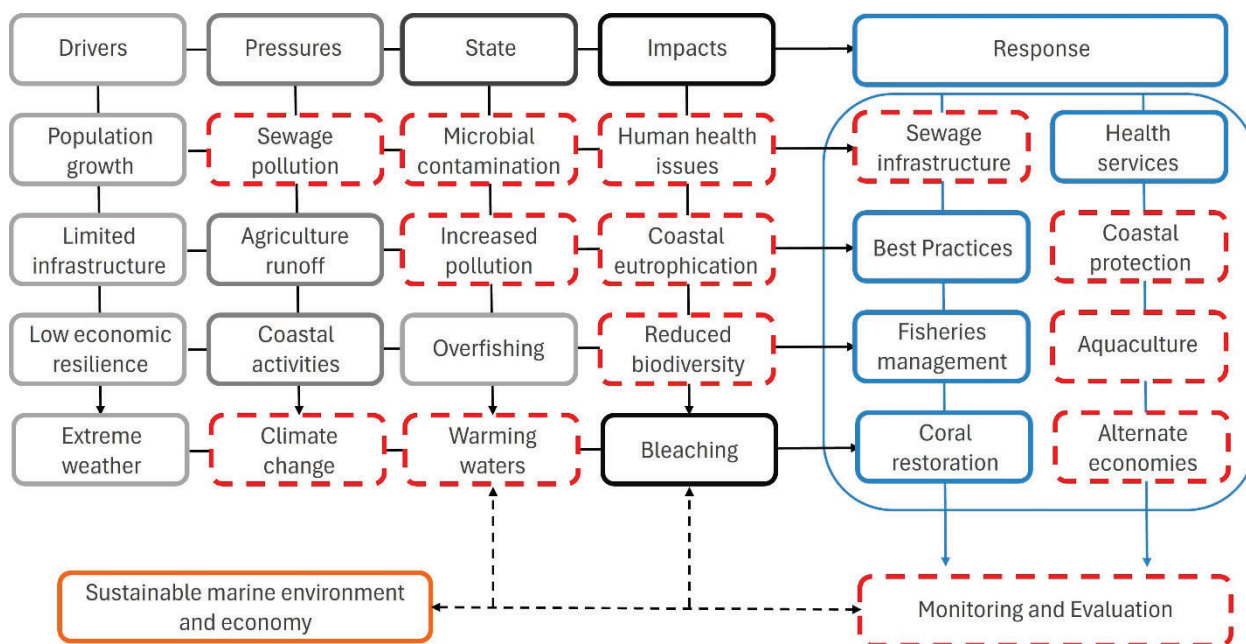 Drivers
Pressures
State
Impacts
Response
Population
growth
Sewage
pollution
Microbial
contamination
Human health
issues
Sewage
infrastructure
Health
services
Limited
infrastructure
Agriculture
runoff
Increased
pollution
Coastal
eutrophication
Best Practices
Coastal
protection
Low economic
resilience
Coastal
activities
Overfishing
Reduced
biodiversity
Fisheries
management
Aquaculture
Extreme
weather
Climate
change
Warming
waters
Bleaching
Coral
restoration
Alternate
economies
Sustainable marine environment
and economy
Monitoring and Evaluation